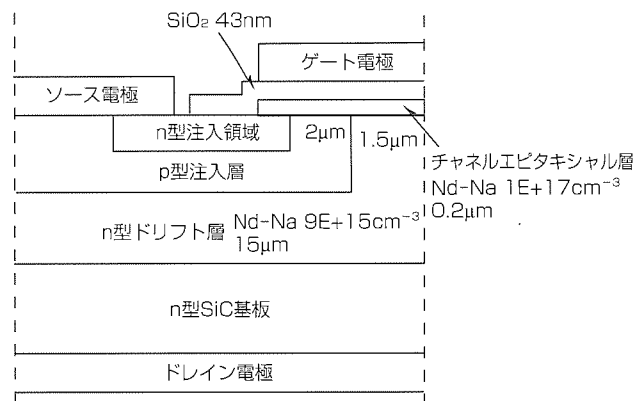 SiO₂ 43nm
ゲート電極
ソース電極
n型注入領域
2μm
1.5μm
チャネルエピタキシャル層
Nd-Na 1E+17cm⁻³
0.2μm
p型注入層
n型ドリフト層 Nd-Na 9E+15cm⁻³
15μm
n型SiC基板
ドレイン電極